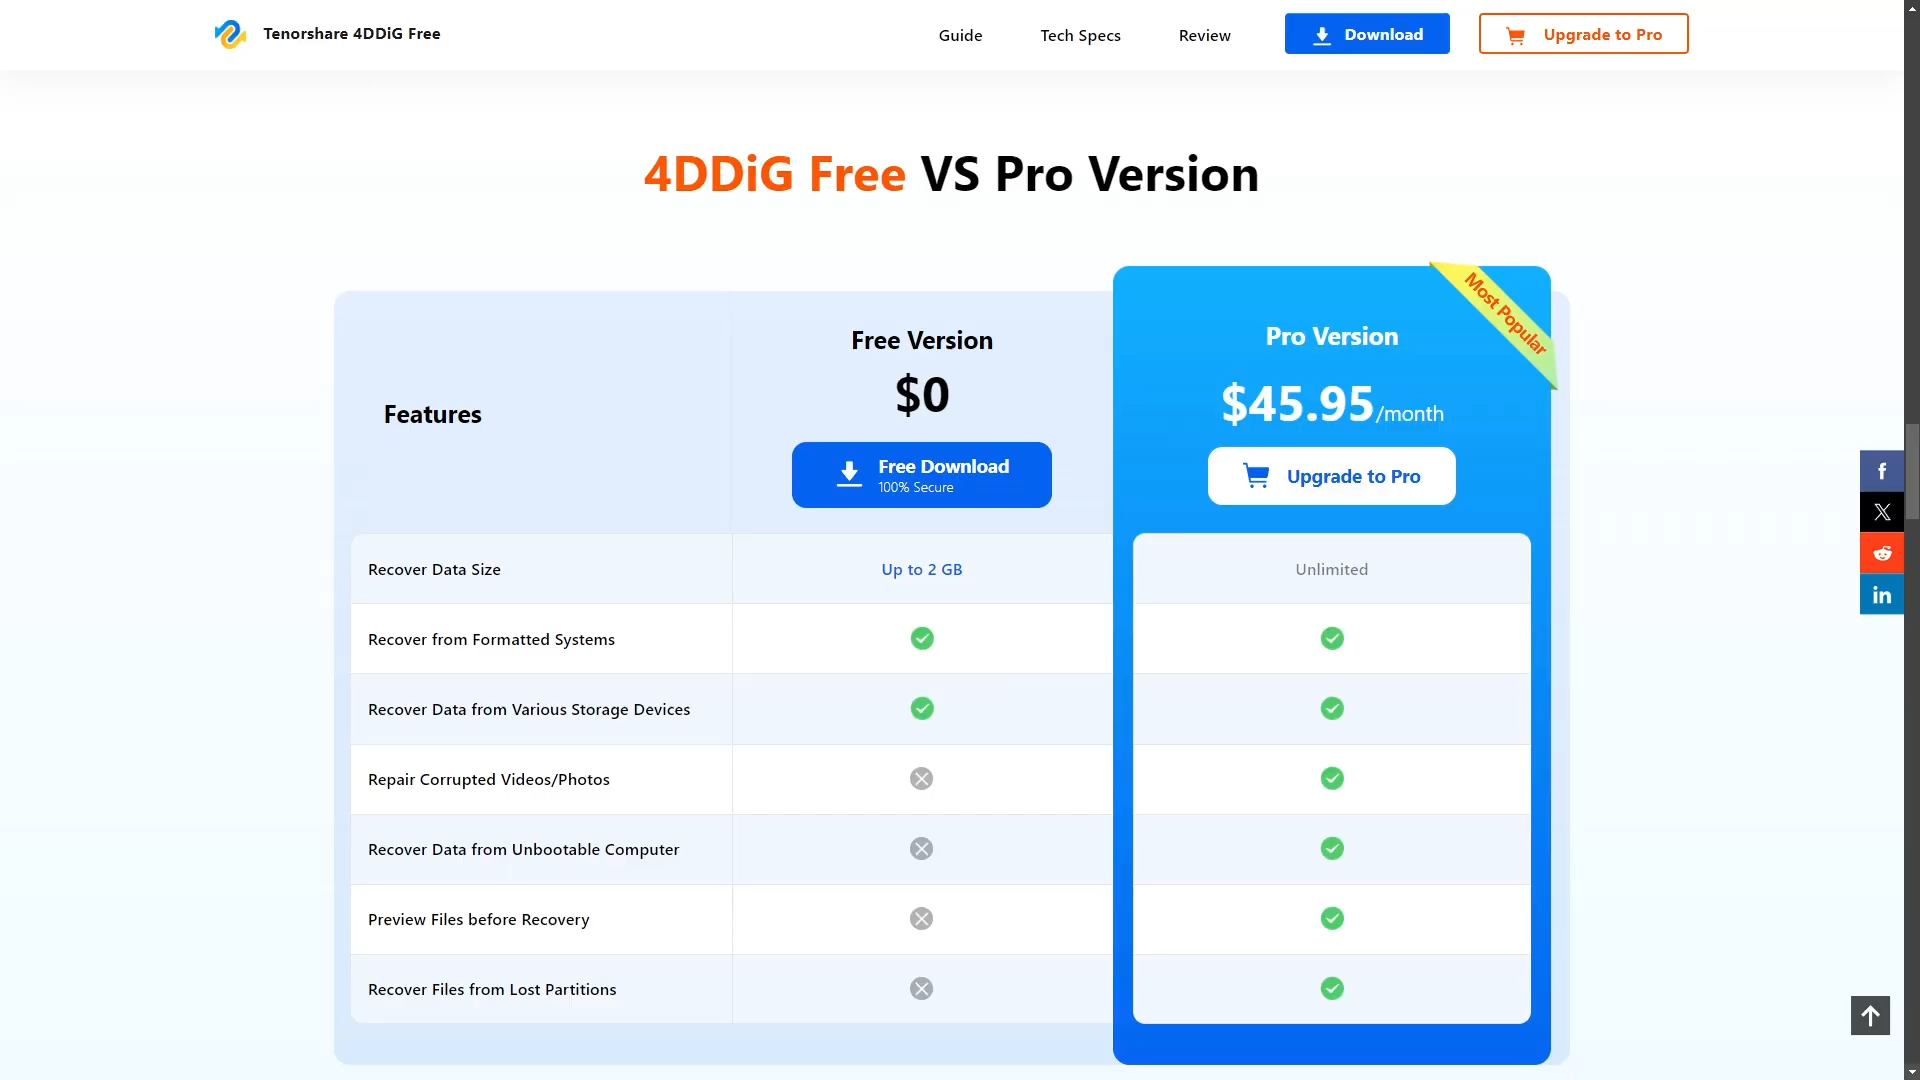 Tenorshare 4DDiG Free
Guide
Tech Specs
Review
Download
Upgrade to Pro
4DDiG Free VS Pro Version
Features
Free Version
$0
Free Download
100% Secure
Pro Version
$45.95/month
Upgrade to Pro
Most Popular
Recover Data Size
Up to 2 GB
Unlimited
Recover from Formatted Systems
Recover Data from Various Storage Devices
Repair Corrupted Videos/Photos
Recover Data from Unbootable Computer
Preview Files before Recovery
Recover Files from Lost Partitions